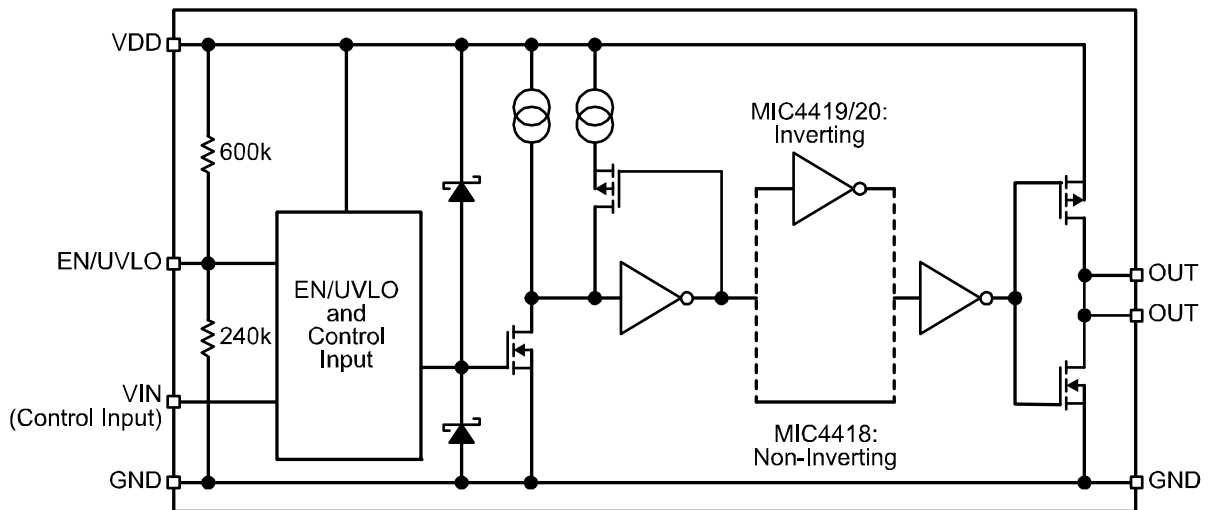 VDD
600k
EN/UVLO
240k
VIN
(Control Input)
GND
EN/UVLO
and
Control
Input
MIC4419/20:
Inverting
MIC4418:
Non-Inverting
OUT
OUT
GND